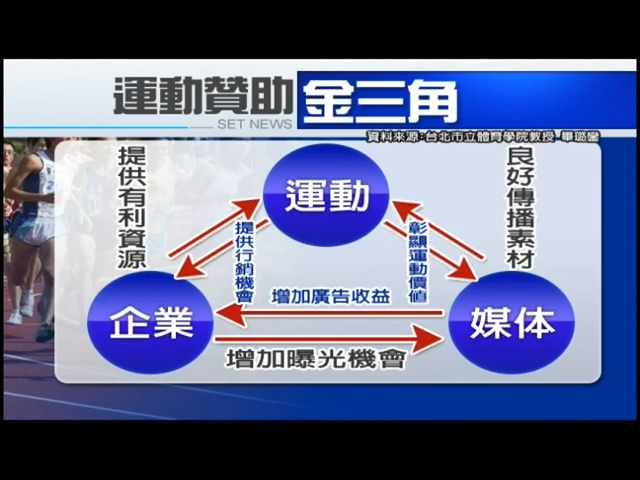 運動贊助 金三角
SET NEWS
資料來源:台北市立體育學院教授 畢璐鑾
運動
提供有利資源
提供行銷機會
彰顯運動價值
良好傳播素材
企業
增加廣告收益
媒体
增加曝光機會